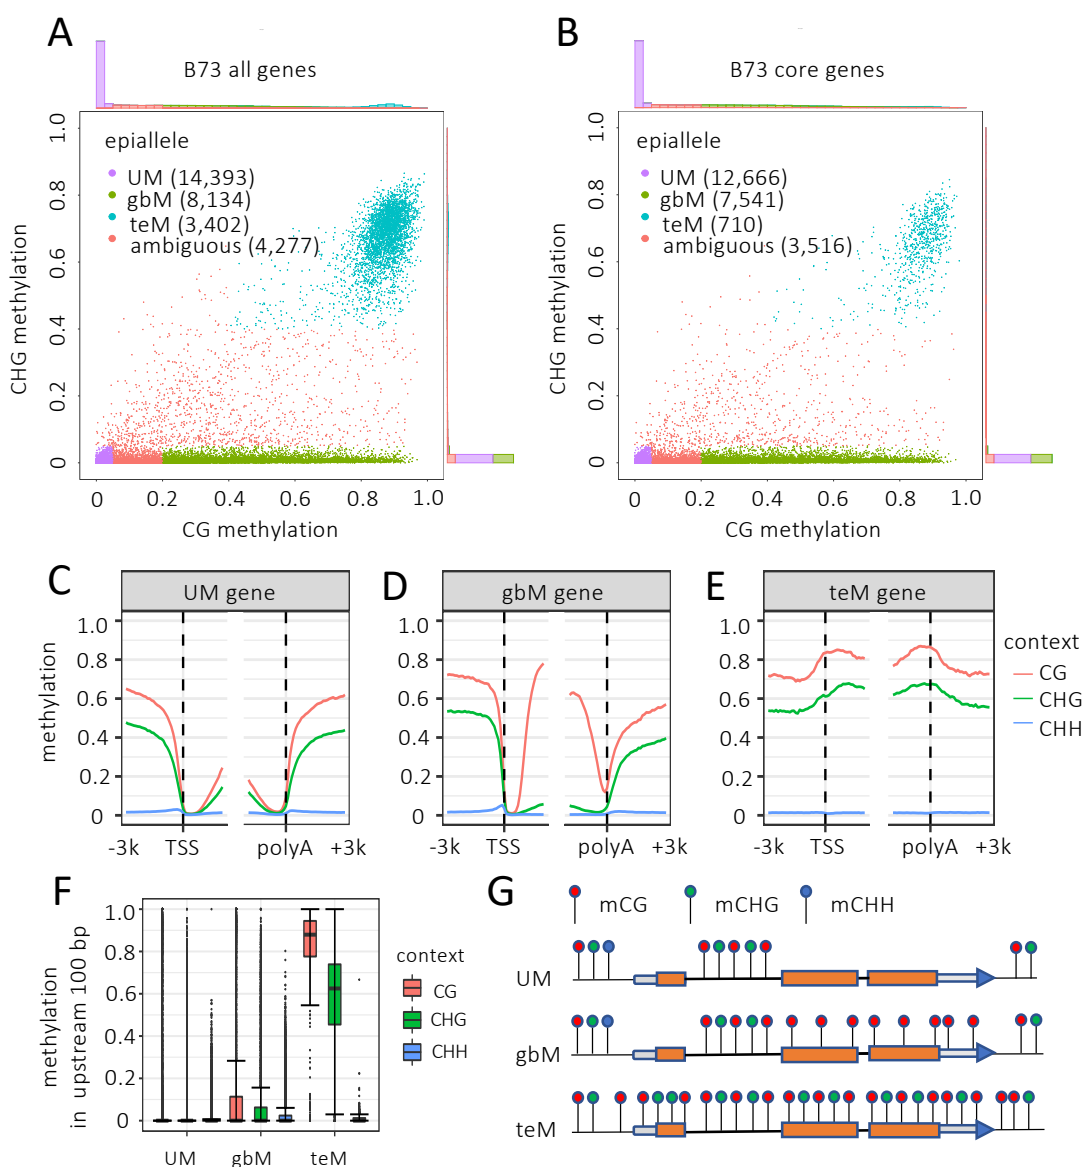 A
B73 all genes
epiallele
UM (14,393)
gbM (8,134)
teM (3,402)
ambiguous (4,277)
CHG methylation
1.0
0.8
0.6
0.4
0.2
0
0 0.2 0.4 0.6 0.8 1.0
CG methylation
B
B73 core genes
epiallele
UM (12,666)
gbM (7,541)
teM (710)
ambiguous (3,516)
CHG methylation
1.0
0.8
0.6
0.4
0.2
0
0 0.2 0.4 0.6 0.8 1.0
CG methylation
C
UM gene
methylation
1.0
0.8
0.6
0.4
0.2
0
-3k TSS polyA +3k
D
gbM gene
1.0
0.8
0.6
0.4
0.2
0
-3k TSS polyA +3k
E
teM gene
1.0
0.8
0.6
0.4
0.2
0
-3k TSS polyA +3k
context
CG
CHG
CHH
F
methylation
in upstream 100 bp
1.0
0.8
0.6
0.4
0.2
0
UM gbM teM
context
CG
CHG
CHH
G
mCG mCHG mCHH
UM
gbM
teM